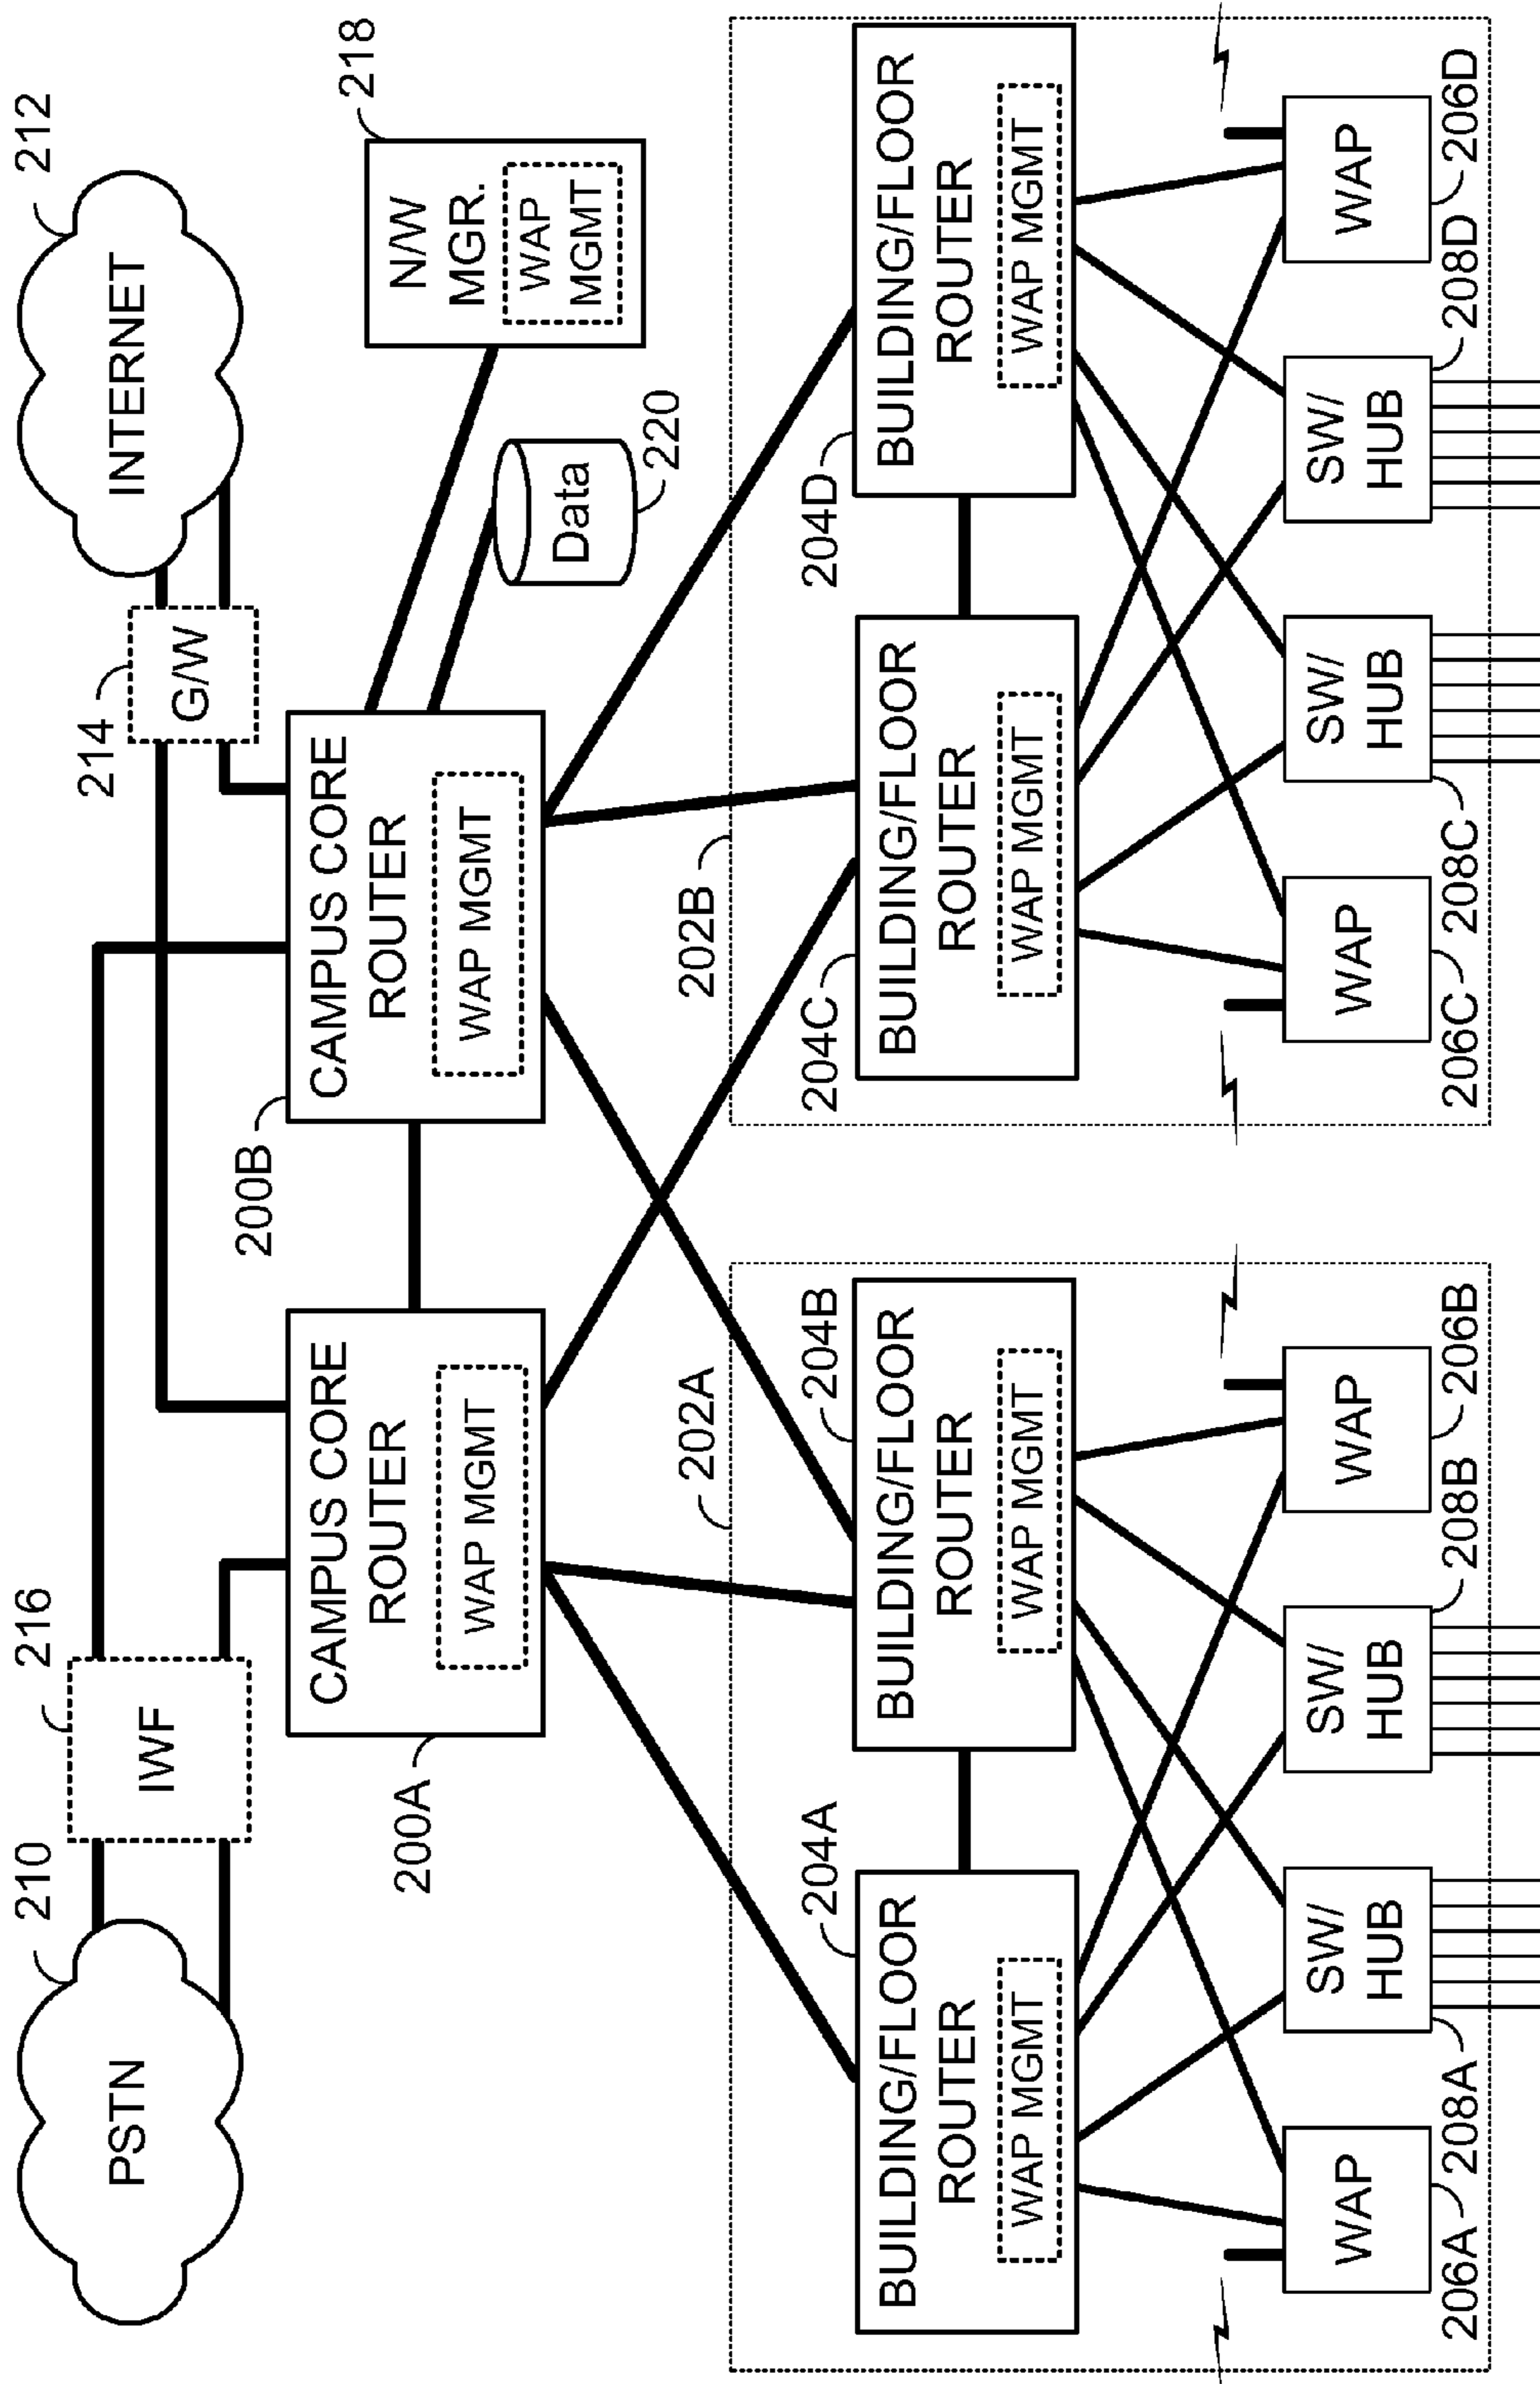 210
216
212
PSTN
IWF
INTERNET
214
G/W
218
N/W
MGR.
WAP
MGMT
200A
CAMPUS CORE
ROUTER
WAP MGMT
200B
CAMPUS CORE
ROUTER
WAP MGMT
Data
220
202A
202B
204A
204B
204C
204D
BUILDING/FLOOR
ROUTER
WAP MGMT
BUILDING/FLOOR
ROUTER
WAP MGMT
BUILDING/FLOOR
ROUTER
WAP MGMT
BUILDING/FLOOR
ROUTER
WAP MGMT
WAP
SW/
HUB
SW/
HUB
WAP
WAP
SW/
HUB
SW/
HUB
WAP
206A
208A
208B
206B
206C
208C
208D
206D